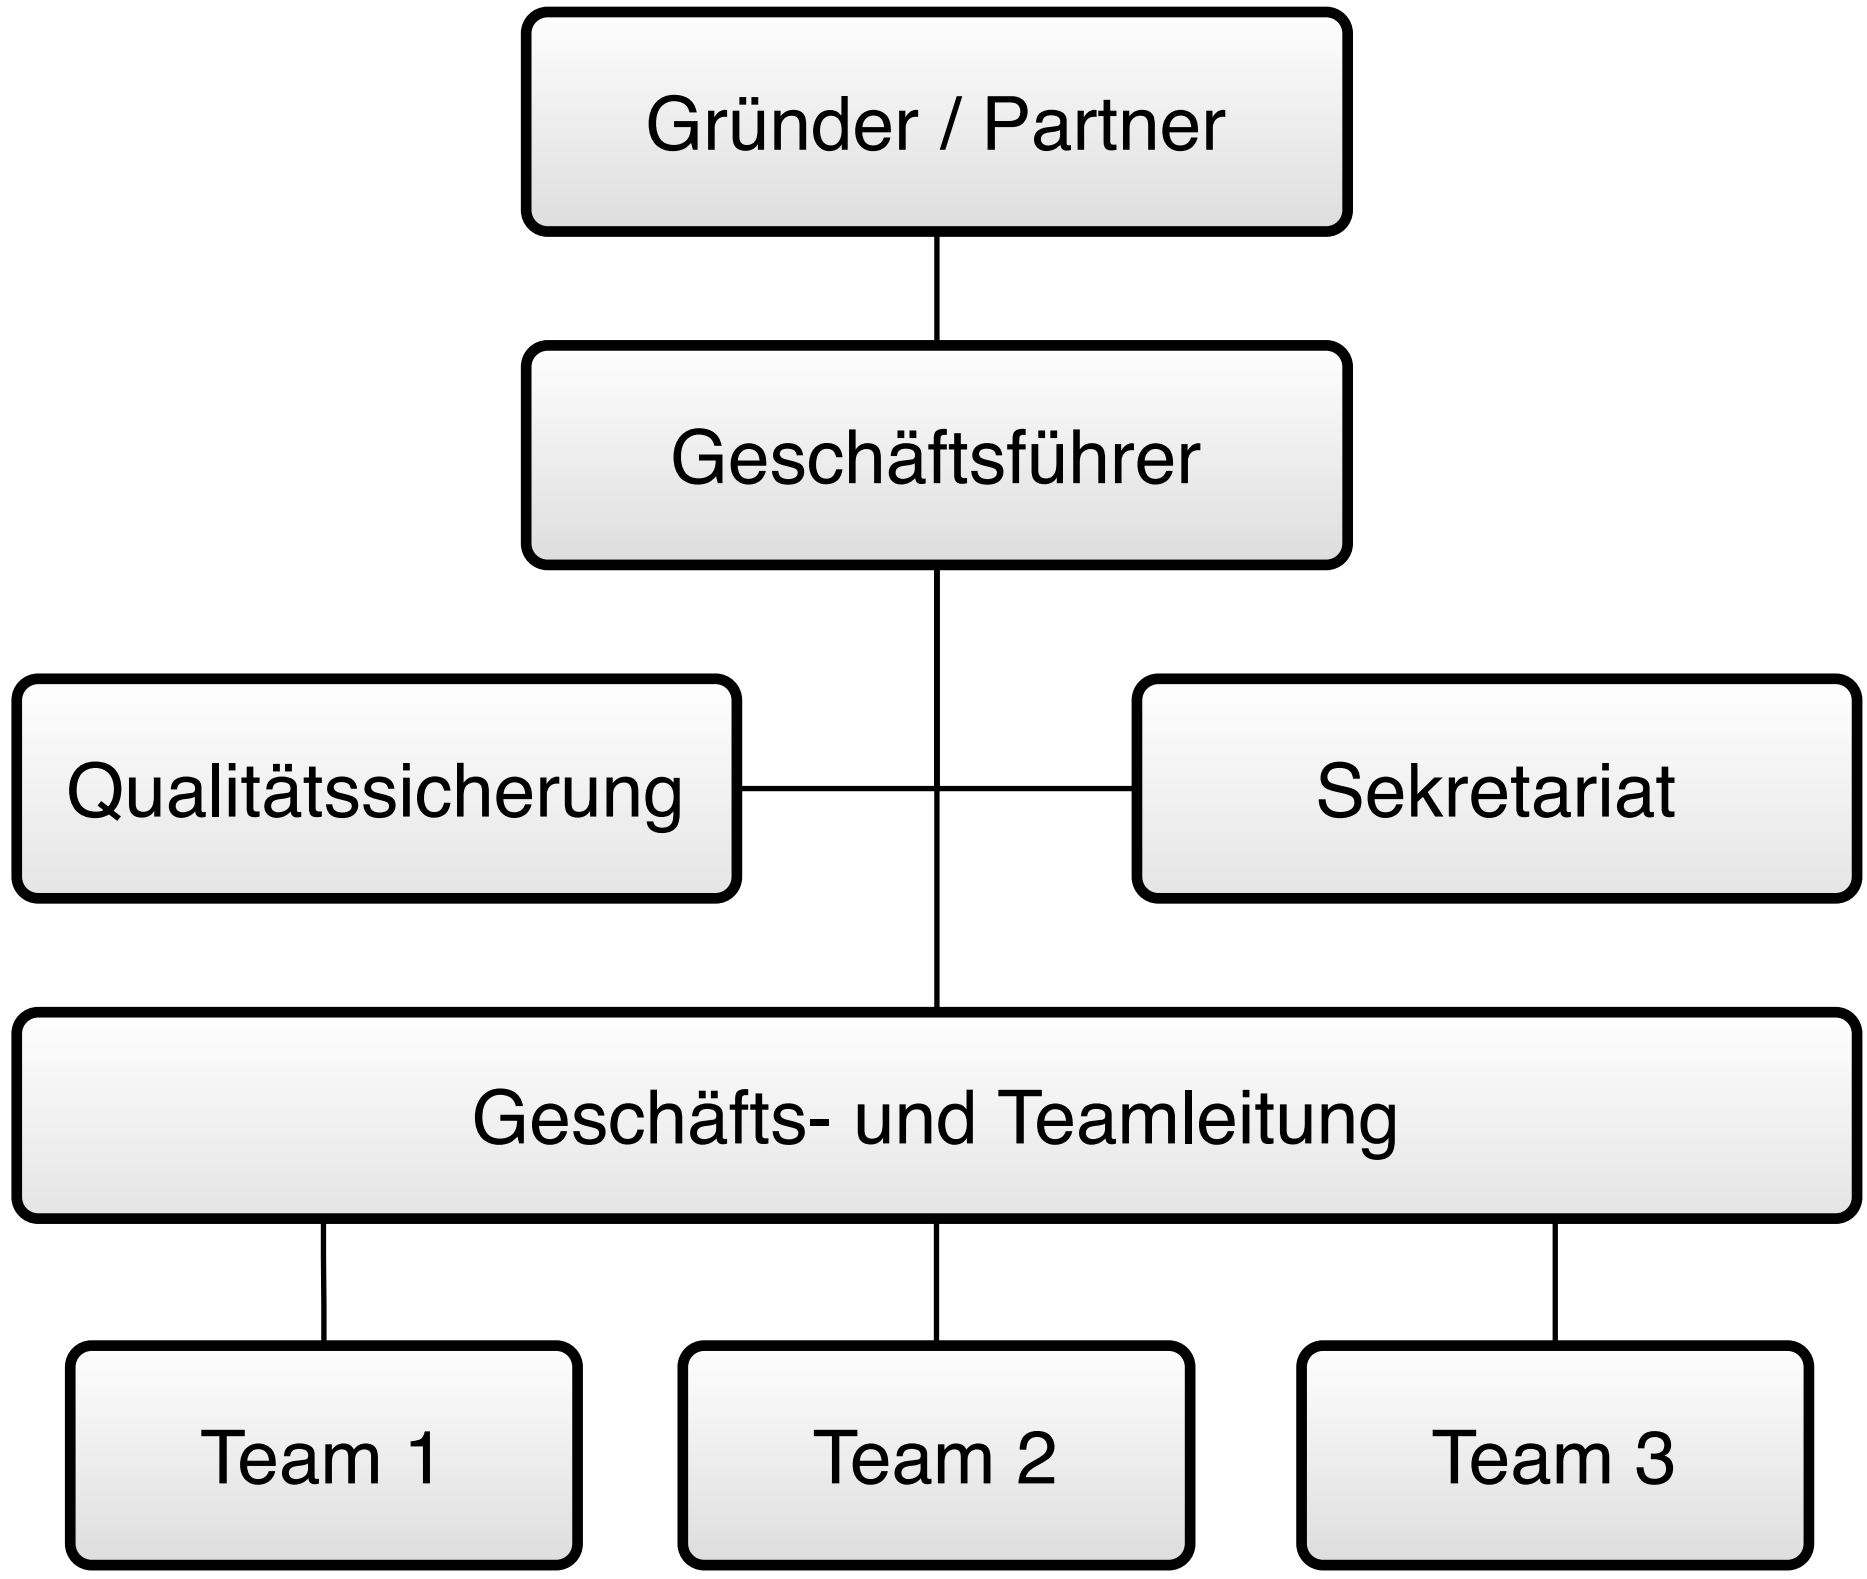 Gründer / Partner
Geschäftsführer
Qualitätssicherung
Sekretariat
Geschäfts- und Teamleitung
Team 1
Team 2
Team 3